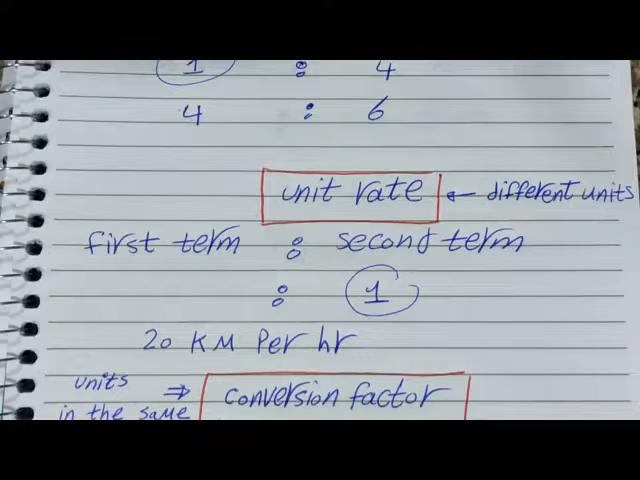 1 : 4
4 : 6
unit rate ← different units
first term : second term
: 1
20 KM Per hr
units ⇒ conversion factor
in the same